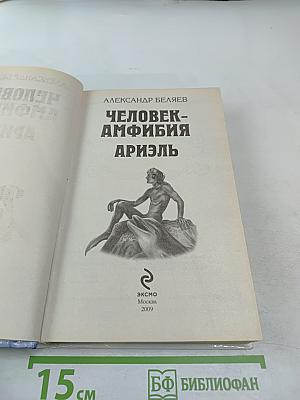 АЛЕКСАНДР БЕЛЯЕВ
ЧЕЛОВЕК-
АМФИБИЯ
АРИЭЛЬ
ЭКСМО
Москва
2009
15 см
БФ БИБЛИОФАН